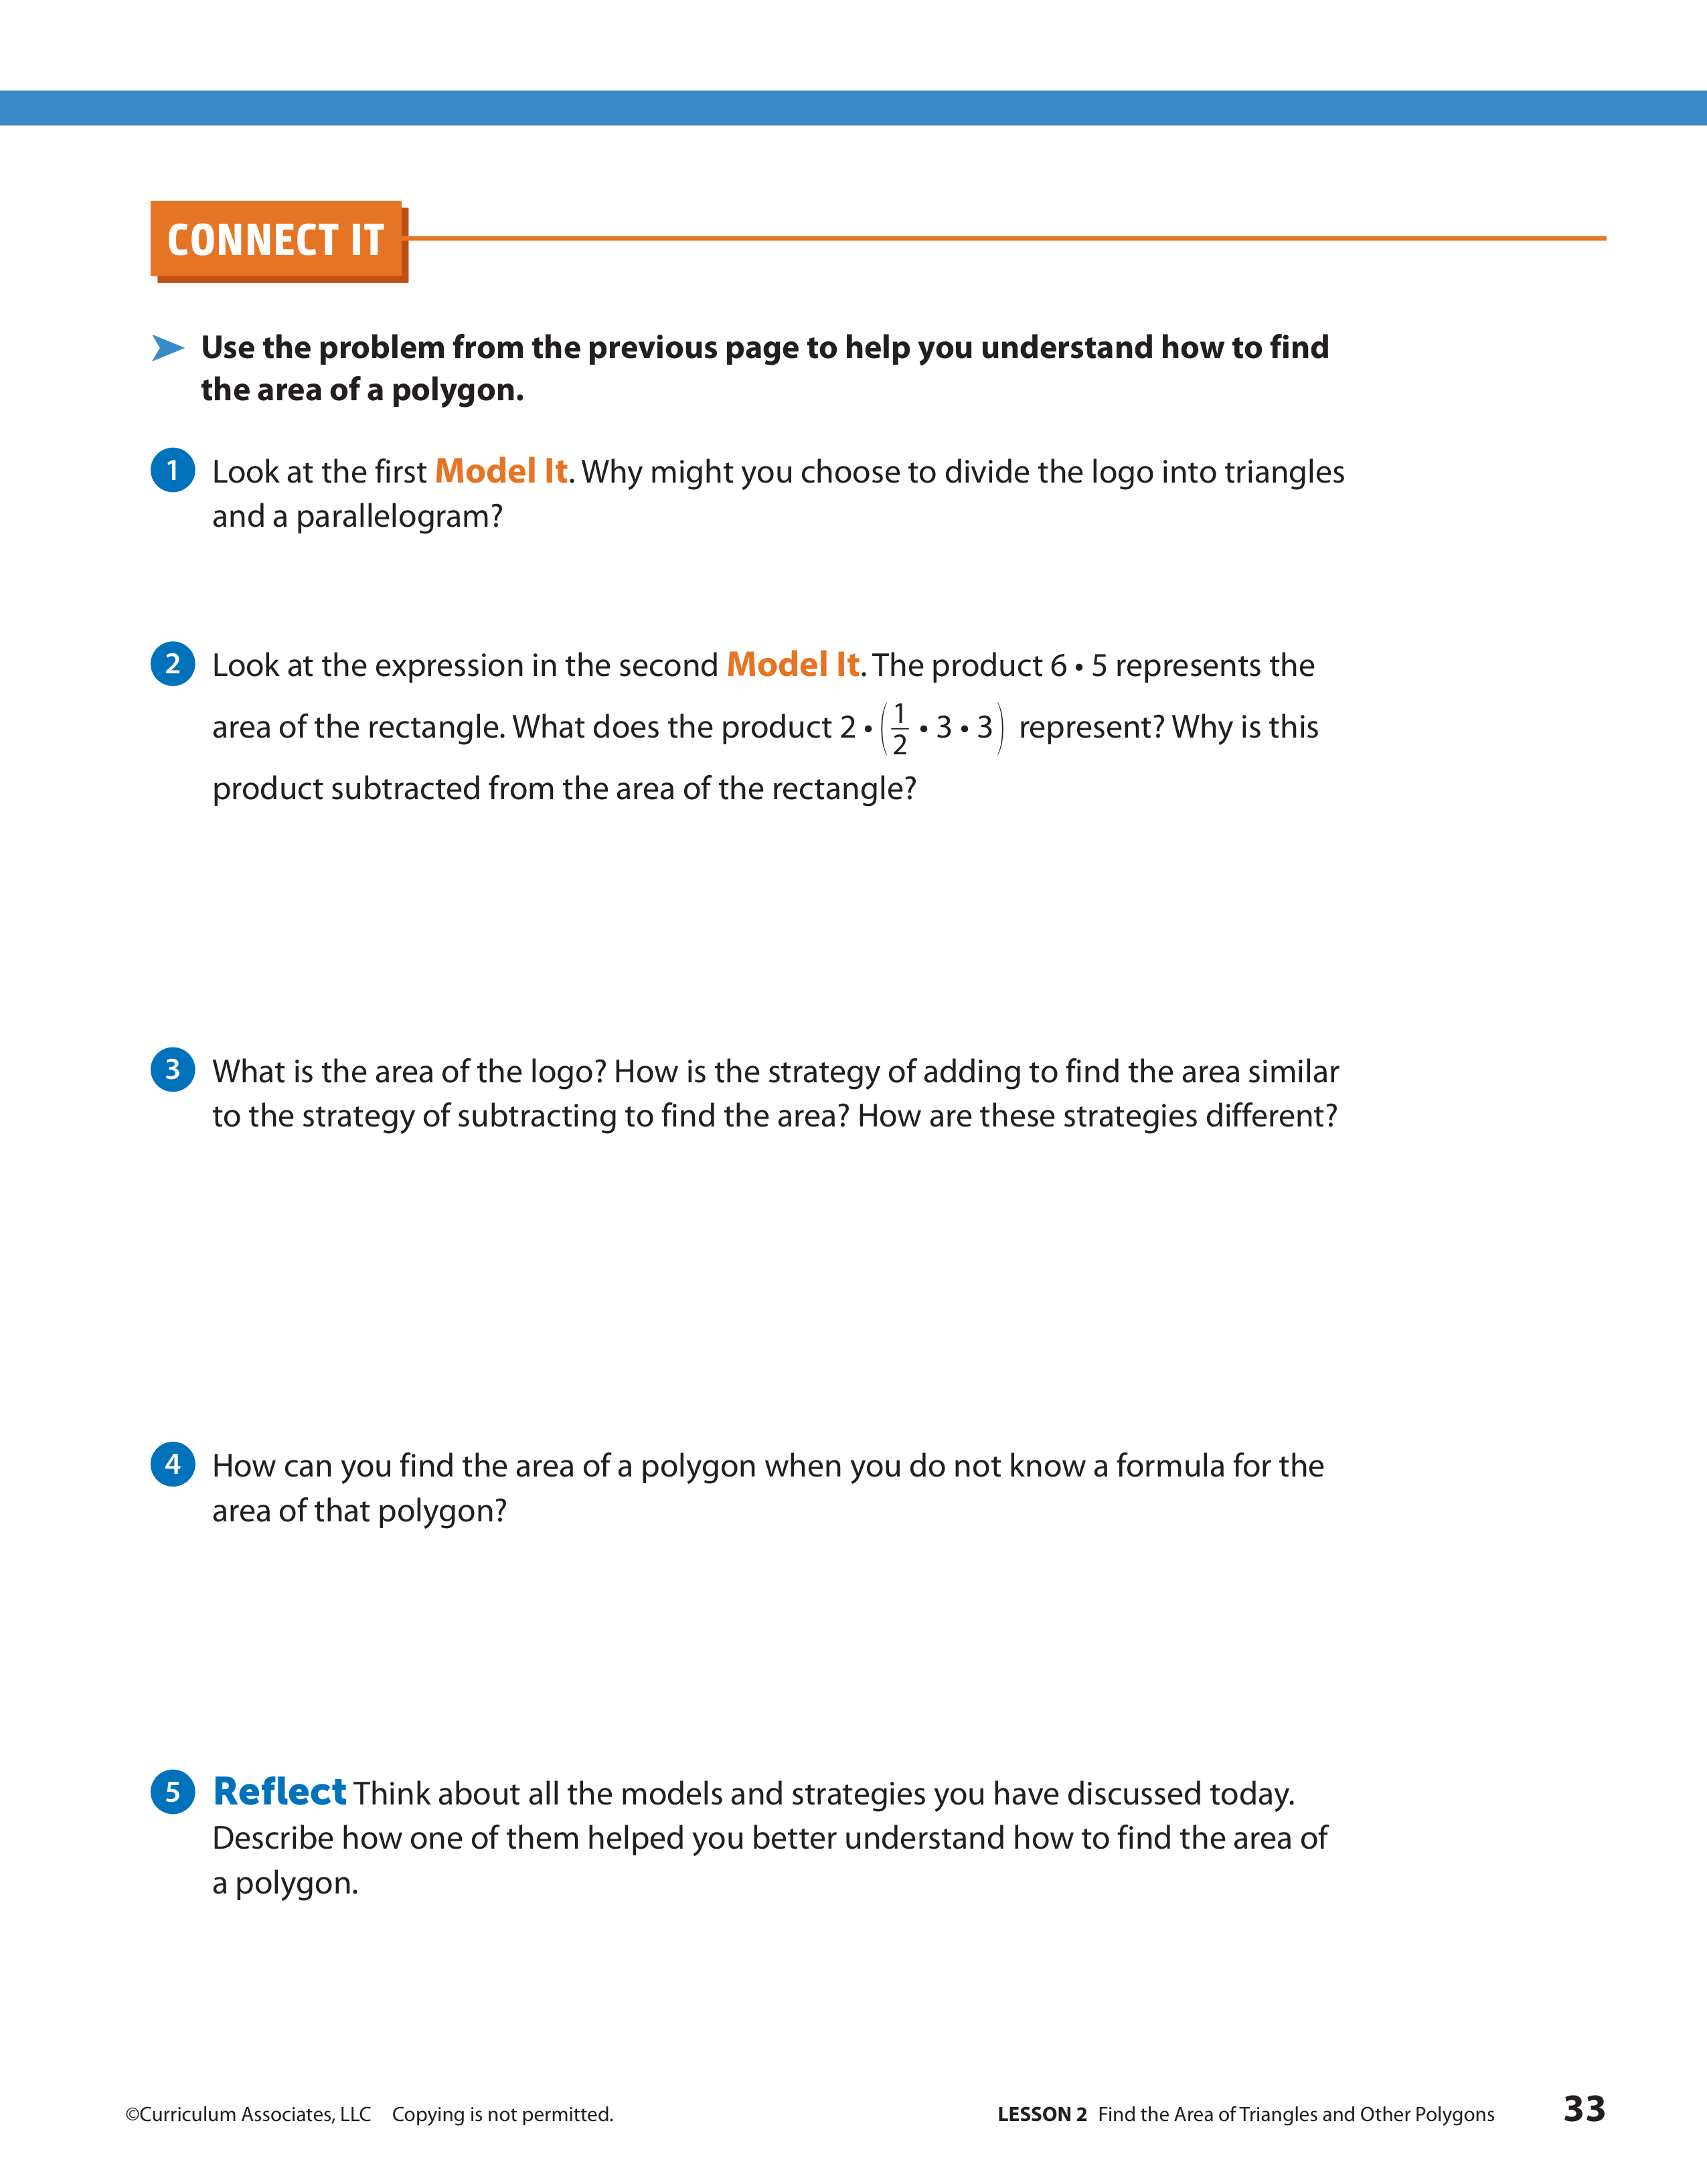 CONNECT IT
➤ Use the problem from the previous page to help you understand how to find
the area of a polygon.
1 Look at the first Model It. Why might you choose to divide the logo into triangles
and a parallelogram?
2 Look at the expression in the second Model It. The product 6 • 5 represents the
area of the rectangle. What does the product 2 • (1/2 • 3 • 3) represent? Why is this
product subtracted from the area of the rectangle?
3 What is the area of the logo? How is the strategy of adding to find the area similar
to the strategy of subtracting to find the area? How are these strategies different?
4 How can you find the area of a polygon when you do not know a formula for the
area of that polygon?
5 Reflect Think about all the models and strategies you have discussed today.
Describe how one of them helped you better understand how to find the area of
a polygon.
©Curriculum Associates, LLC Copying is not permitted. LESSON 2 Find the Area of Triangles and Other Polygons 33